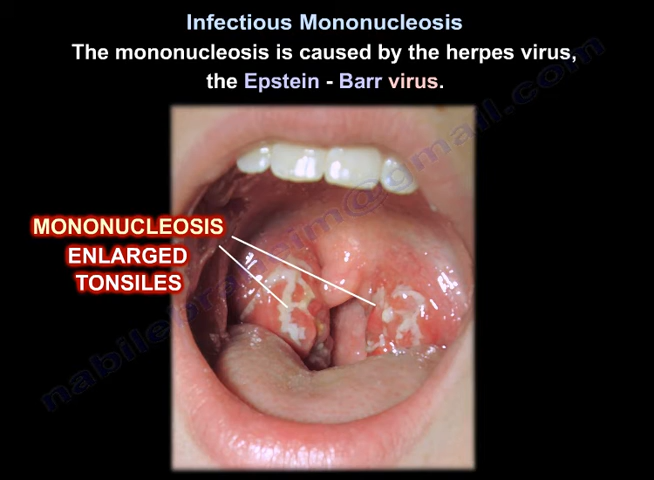 Infectious Mononucleosis
The mononucleosis is caused by the herpes virus,
the Epstein - Barr virus.
MONONUCLEOSIS
ENLARGED
TONSILES